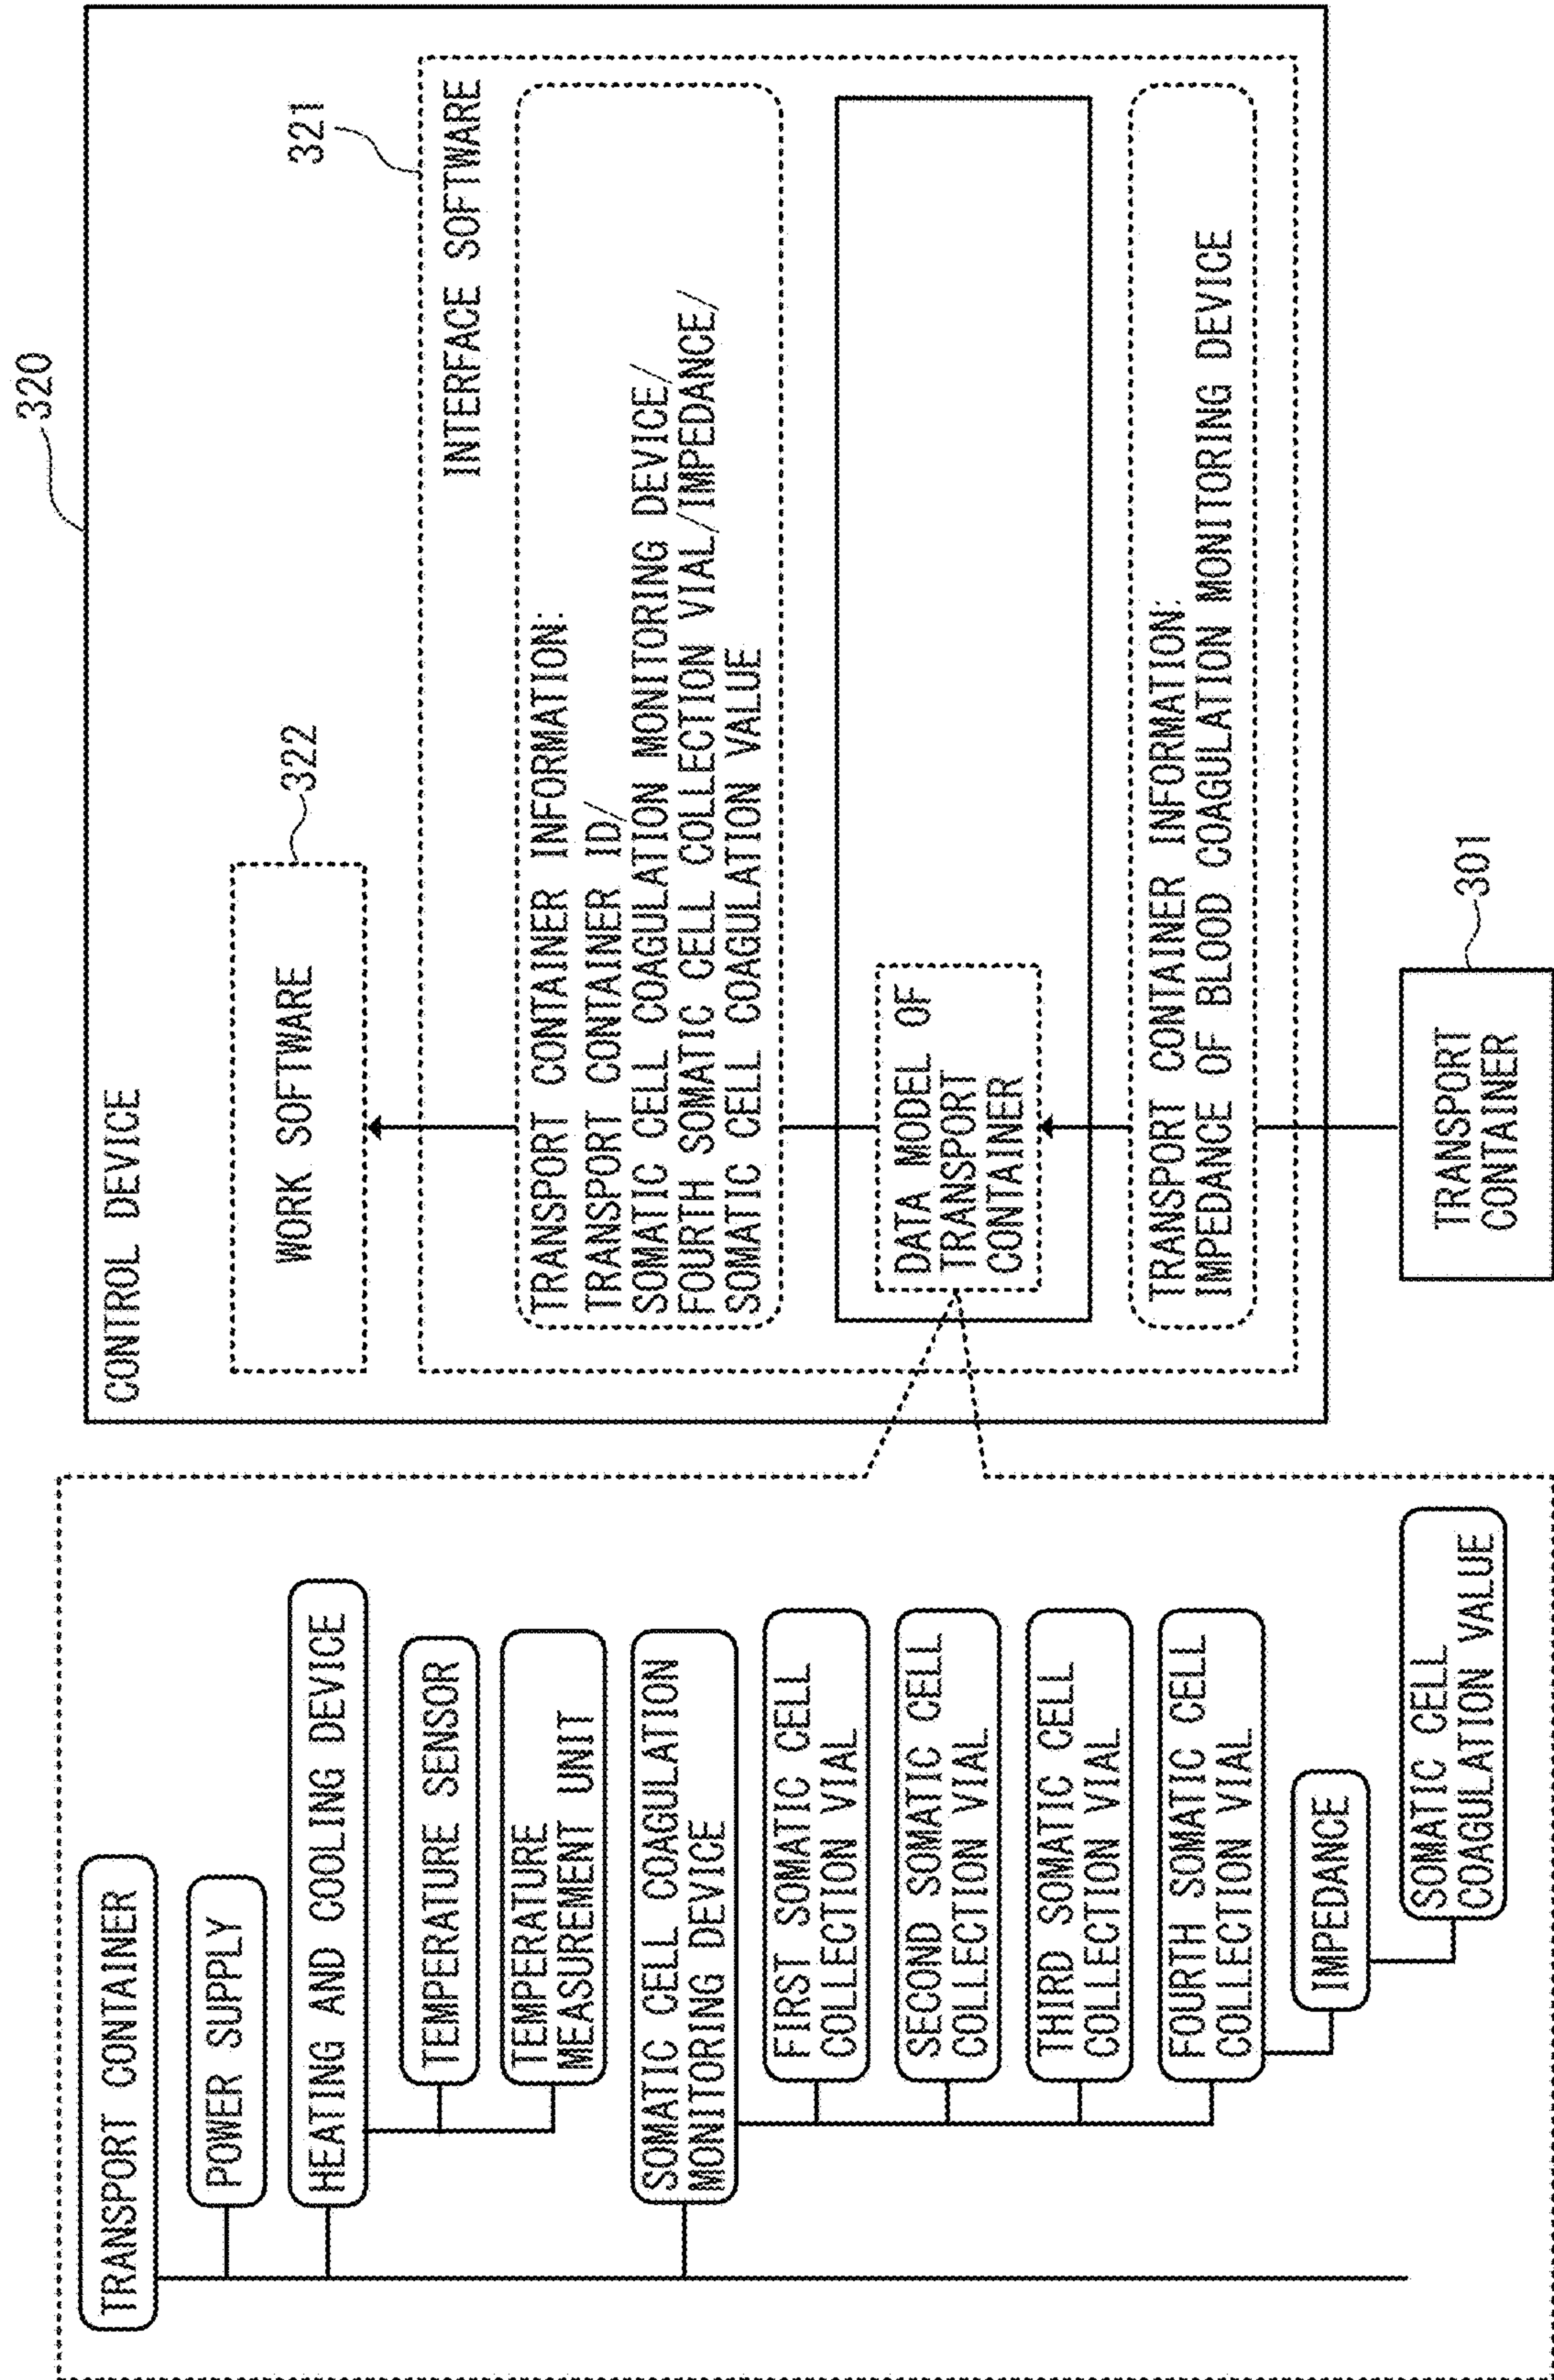 TRANSPORT CONTAINER
POWER SUPPLY
HEATING AND COOLING DEVICE
TEMPERATURE SENSOR
TEMPERATURE
MEASUREMENT UNIT
SOMATIC CELL COAGULATION
MONITORING DEVICE
FIRST SOMATIC CELL
COLLECTION VIAL
SECOND SOMATIC CELL
COLLECTION VIAL
THIRD SOMATIC CELL
COLLECTION VIAL
FOURTH SOMATIC CELL
COLLECTION VIAL
IMPEDANCE
SOMATIC CELL
COAGULATION VALUE
320
CONTROL DEVICE
WORK SOFTWARE
322
321
INTERFACE SOFTWARE
TRANSPORT CONTAINER INFORMATION:
TRANSPORT CONTAINER ID/
SOMATIC CELL COAGULATION MONITORING DEVICE/
FOURTH SOMATIC CELL COLLECTION VIAL/IMPEDANCE/
SOMATIC CELL COAGULATION VALUE
DATA MODEL OF
TRANSPORT
CONTAINER
TRANSPORT CONTAINER INFORMATION:
IMPEDANCE OF BLOOD COAGULATION MONITORING DEVICE
TRANSPORT
CONTAINER
301